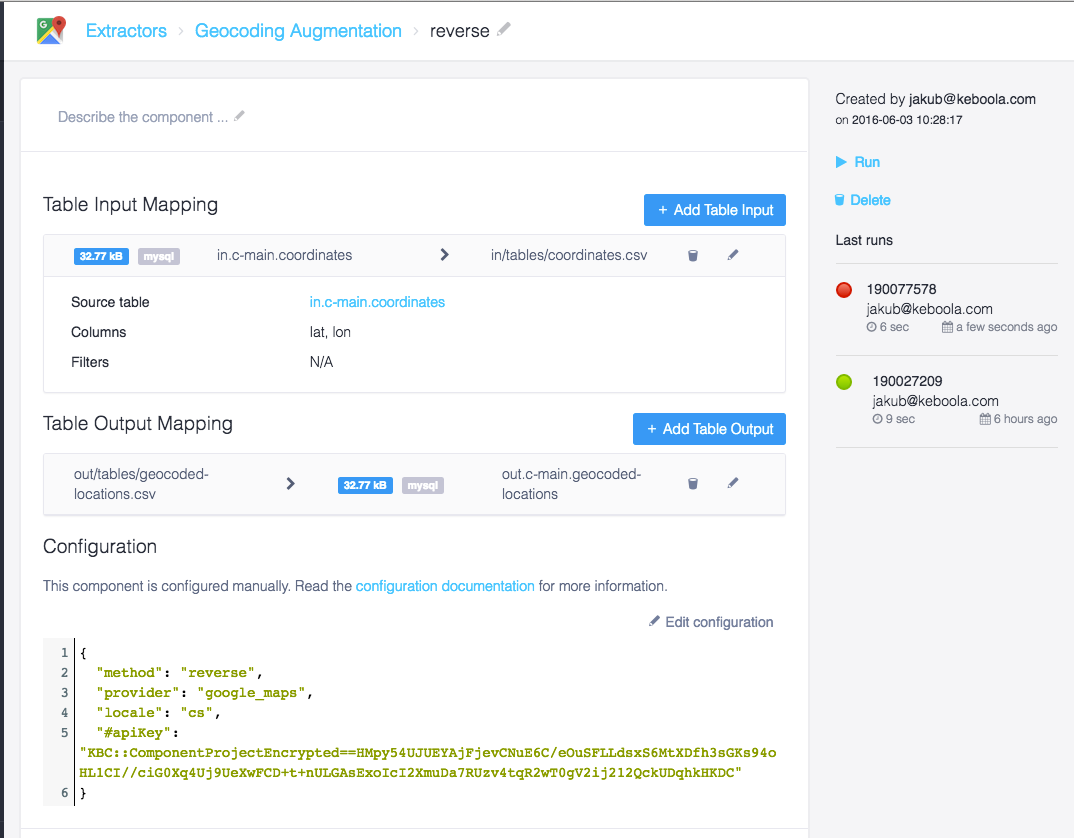 Extractors › Geocoding Augmentation › reverse
Describe the component ...
Table Input Mapping
+ Add Table Input
32.77 kB mysql in.c-main.coordinates in/tables/coordinates.csv
Source table in.c-main.coordinates
Columns lat, lon
Filters N/A
Table Output Mapping
+ Add Table Output
out/tables/geocoded-
locations.csv
32.77 kB mysql
out.c-main.geocoded-
locations
Configuration
This component is configured manually. Read the configuration documentation for more information.
Edit configuration
1 {
2 "method": "reverse",
3 "provider": "google_maps",
4 "locale": "cs",
5 "#apiKey":
"KBC::ComponentProjectEncrypted==HMpy54UJUEYAjFjevCNuE6C/eOuSFLLdsxS6MtXDfh3sGKs94o
HL1CI//ciG0Xq4Uj9UeXwFCD+t+nULGAsExoIcI2XmuDa7RUzv4tqR2wT0gV2ij212QckUDqhkHKDC"
6 }
Created by jakub@keboola.com
on 2016-06-03 10:28:17
Run
Delete
Last runs
190077578
jakub@keboola.com
6 sec a few seconds ago
190027209
jakub@keboola.com
9 sec 6 hours ago